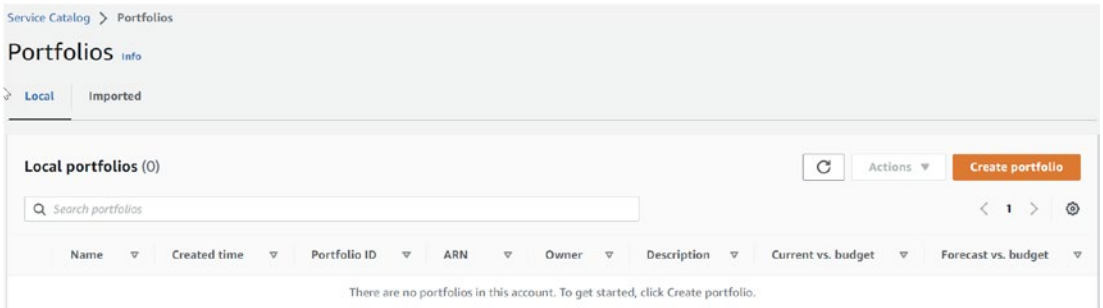 Service Catalog > Portfolios
Portfolios Info
Local Imported
Local portfolios (0) Actions Create portfolio
Search portfolios < 1 >
Name Created time Portfolio ID ARN Owner Description Current vs. budget Forecast vs. budget
There are no portfolios in this account. To get started, click Create portfolio.